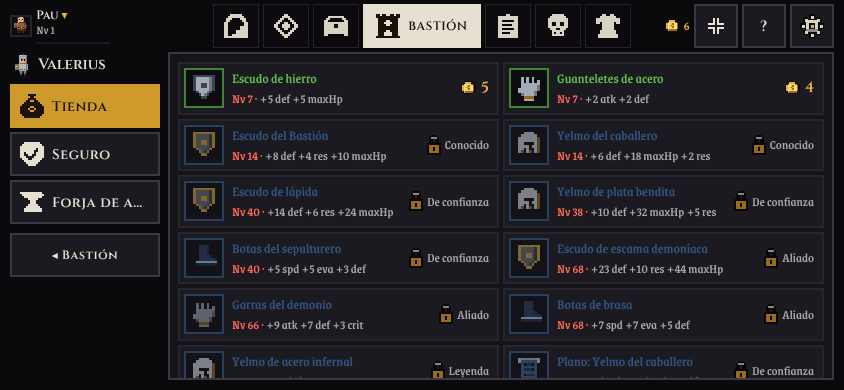 Pau ▾
Nv 1
BASTIÓN
6
?
VALERIUS
TIENDA
SEGURO
FORJA DE A...
◂ BASTIÓN
Escudo de hierro
Nv 7 · +5 def +5 maxHp
5
Guanteletes de acero
Nv 7 · +2 atk +2 def
4
Escudo del Bastión
Nv 14 · +8 def +4 res +10 maxHp
Conocido
Yelmo del caballero
Nv 14 · +6 def +18 maxHp +2 res
Conocido
Escudo de lápida
Nv 40 · +14 def +6 res +24 maxHp
De confianza
Yelmo de plata bendita
Nv 38 · +10 def +32 maxHp +5 res
De confianza
Botas del sepulturero
Nv 40 · +5 spd +5 eva +3 def
De confianza
Escudo de escama demoníaca
Nv 68 · +23 def +10 res +44 maxHp
Aliado
Garras del demonio
Nv 66 · +9 atk +7 def +3 crit
Aliado
Botas de brasa
Nv 68 · +7 spd +7 eva +5 def
Aliado
Yelmo de acero infernal
Leyenda
Plano: Yelmo del caballero
De confianza